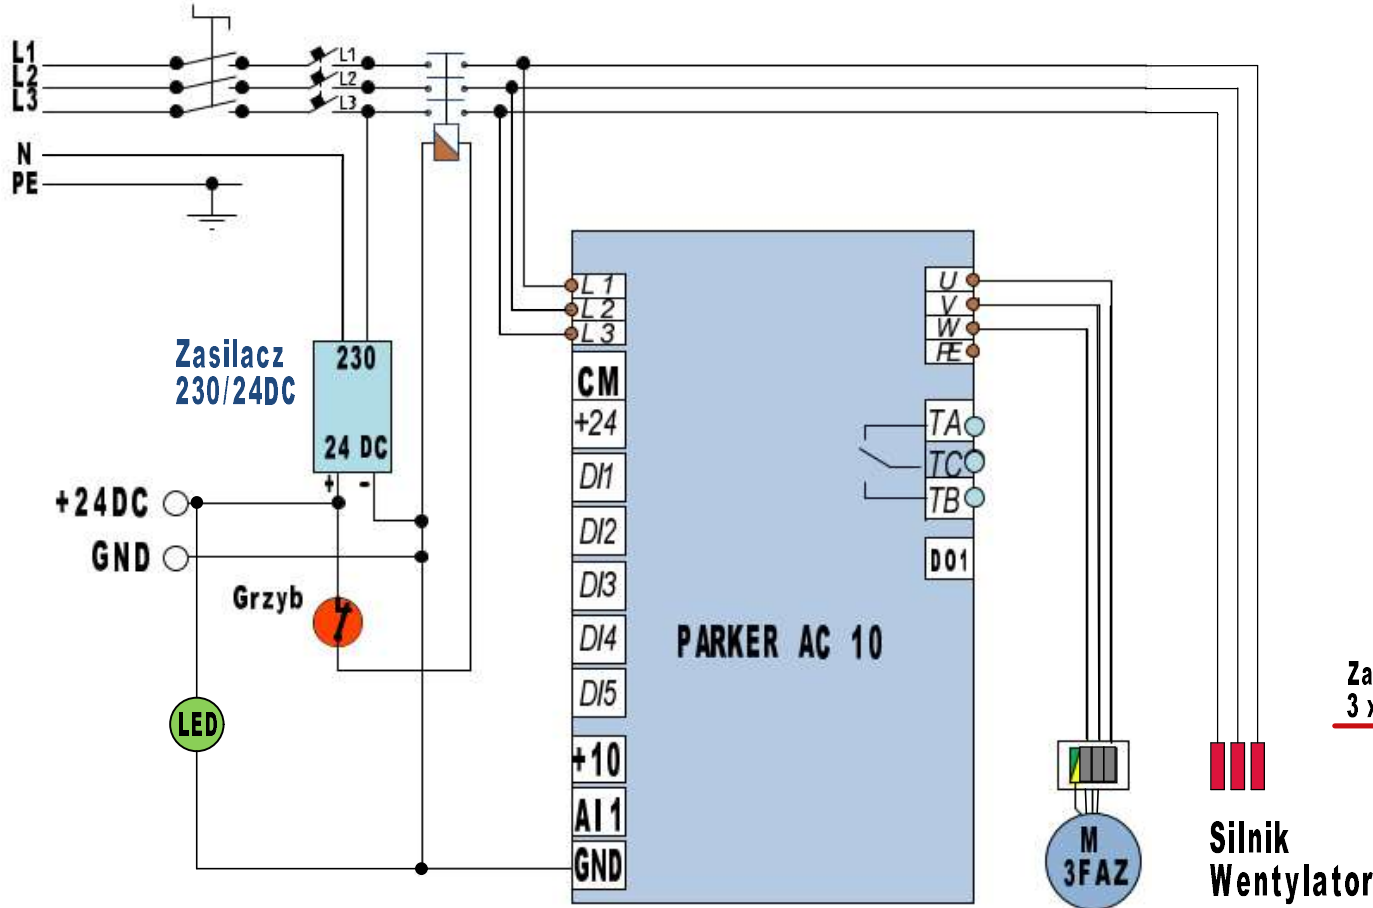 L1
L2
L3
N
PE
L1
L2
L3
Zasilacz
230/24DC
230
24 DC
+ -
+24DC
GND
Grzyb
LED
L1
L2
L3
CM
+24
DI1
DI2
DI3
DI4
DI5
+10
AI1
GND
PARKER AC 10
U
V
W
PE
TA
TC
TB
DO1
M
3FAZ
Silnik
Wentylator
Za
3 x